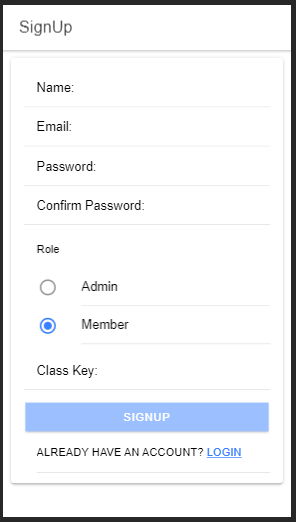 SignUp
Name:
Email:
Password:
Confirm Password:
Role
Admin
Member
Class Key:
SIGNUP
ALREADY HAVE AN ACCOUNT? LOGIN